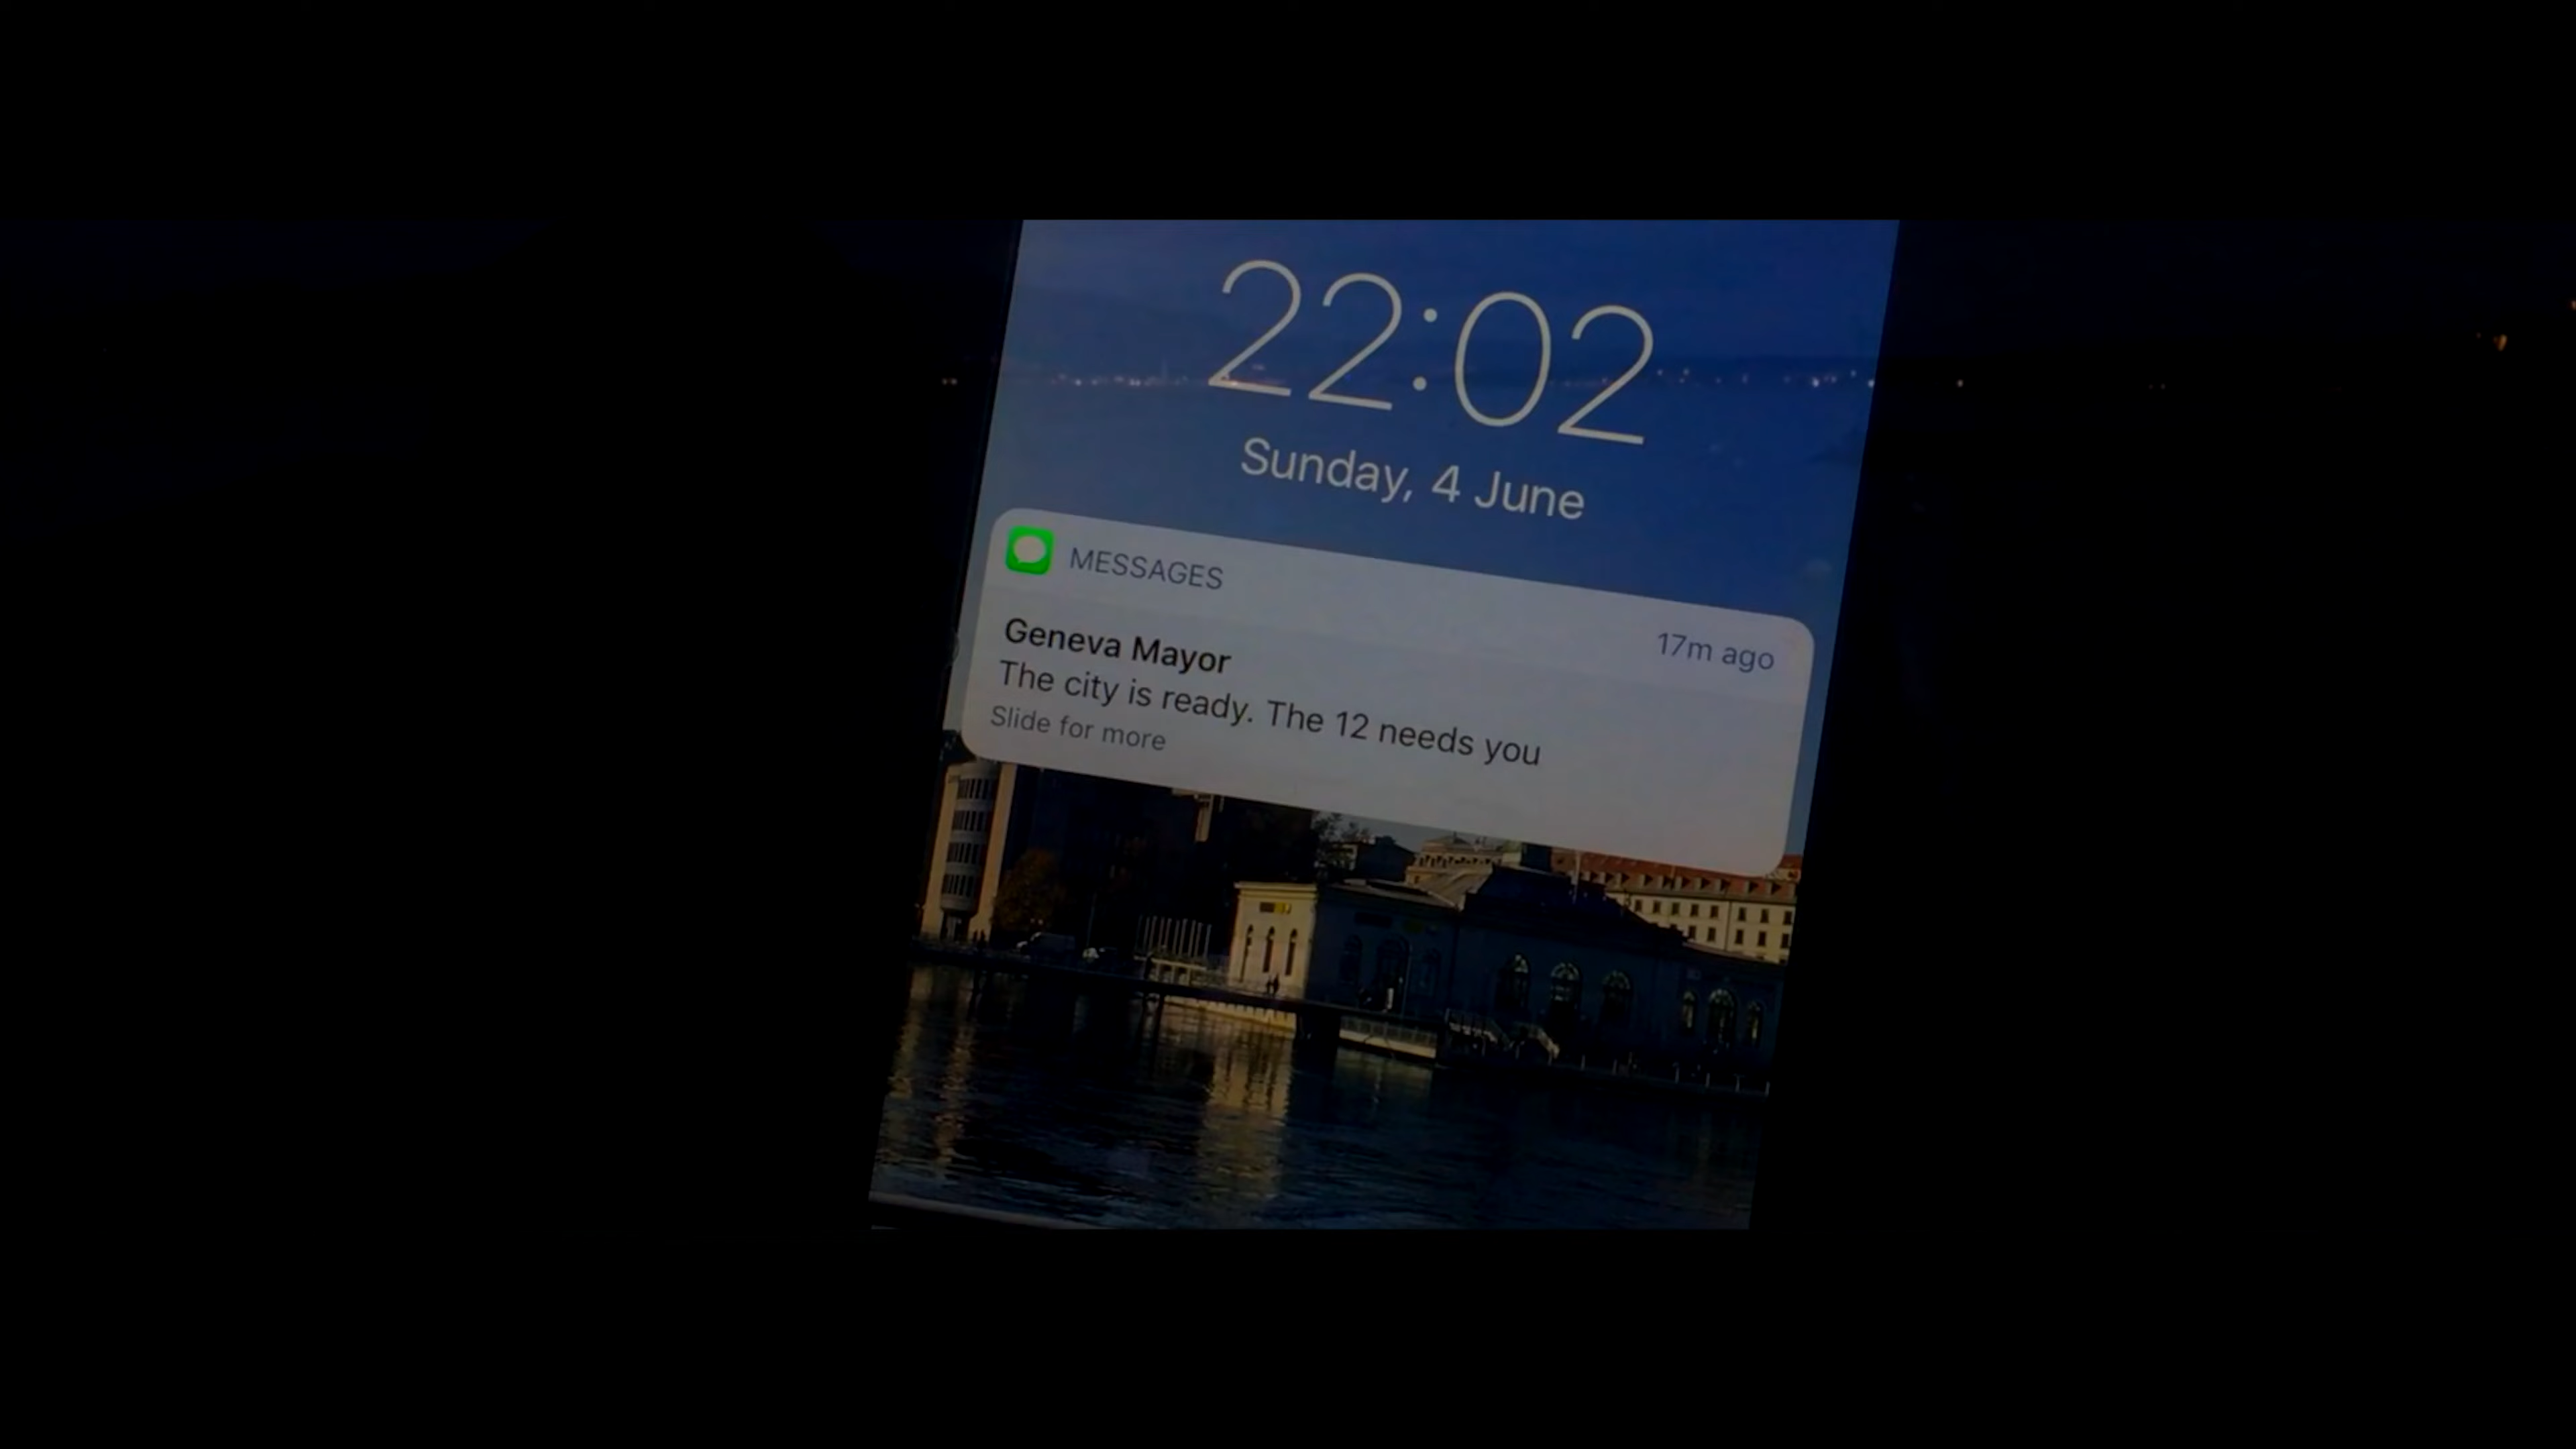 22:02
Sunday, 4 June
MESSAGES
17m ago
Geneva Mayor
The city is ready. The 12 needs you
Slide for more